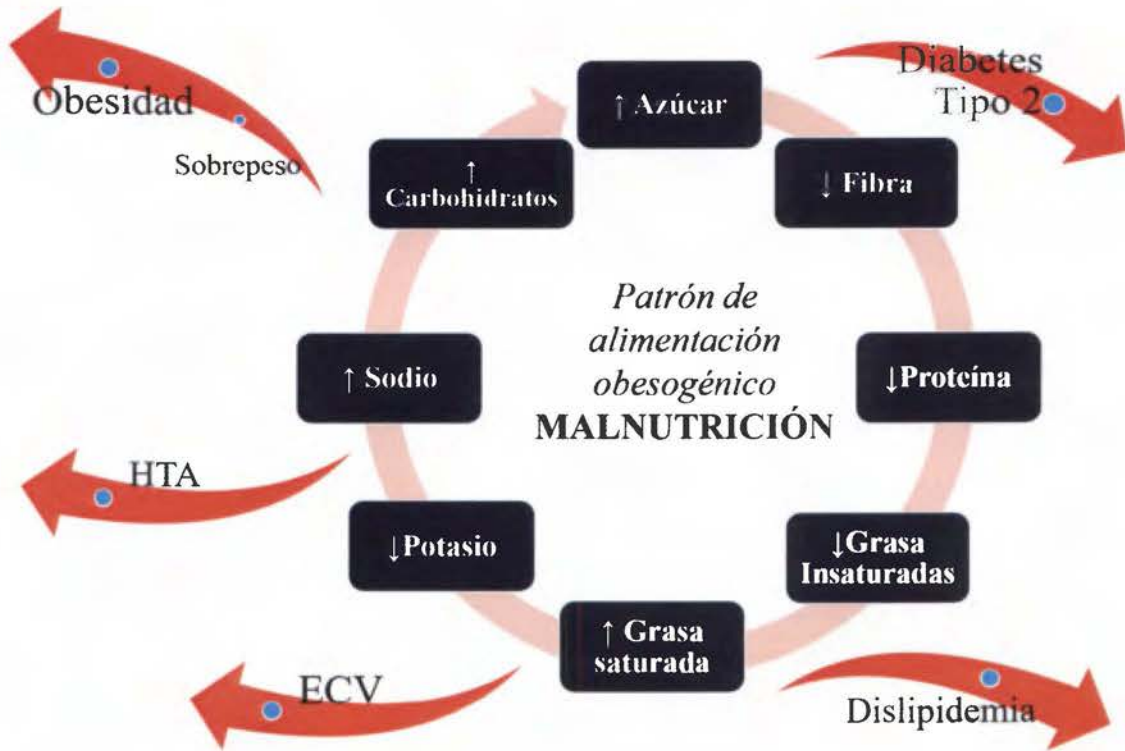 Obesidad
Sobrepeso
Diabetes
Tipo 2
↑ Azúcar
↓ Fibra
↓Proteína
↓Grasa
Insaturadas
↑ Grasa
saturada
↓Potasio
↑ Sodio
↑
Carbohidratos
Patrón de
alimentación
obesogénico
MALNUTRICIÓN
HTA
ECV
Dislipidemia